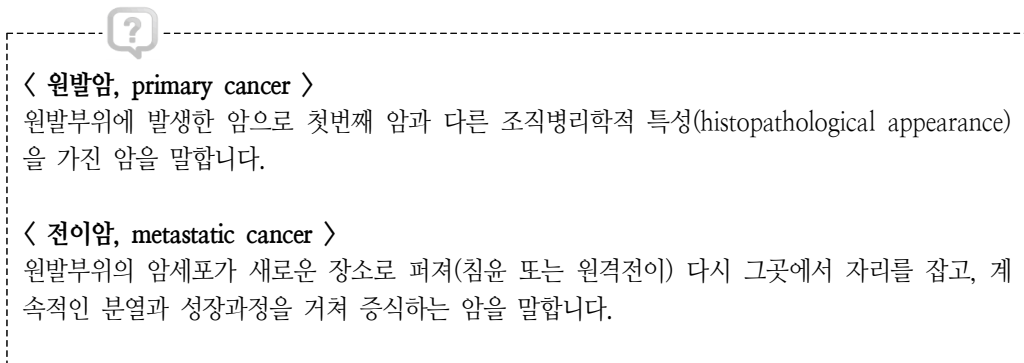 ?
〈 원발암, primary cancer 〉
원발부위에 발생한 암으로 첫번째 암과 다른 조직병리학적 특성(histopathological appearance)
을 가진 암을 말합니다.
〈 전이암, metastatic cancer 〉
원발부위의 암세포가 새로운 장소로 퍼져(침윤 또는 원격전이) 다시 그곳에서 자리를 잡고, 계
속적인 분열과 성장과정을 거쳐 증식하는 암을 말합니다.